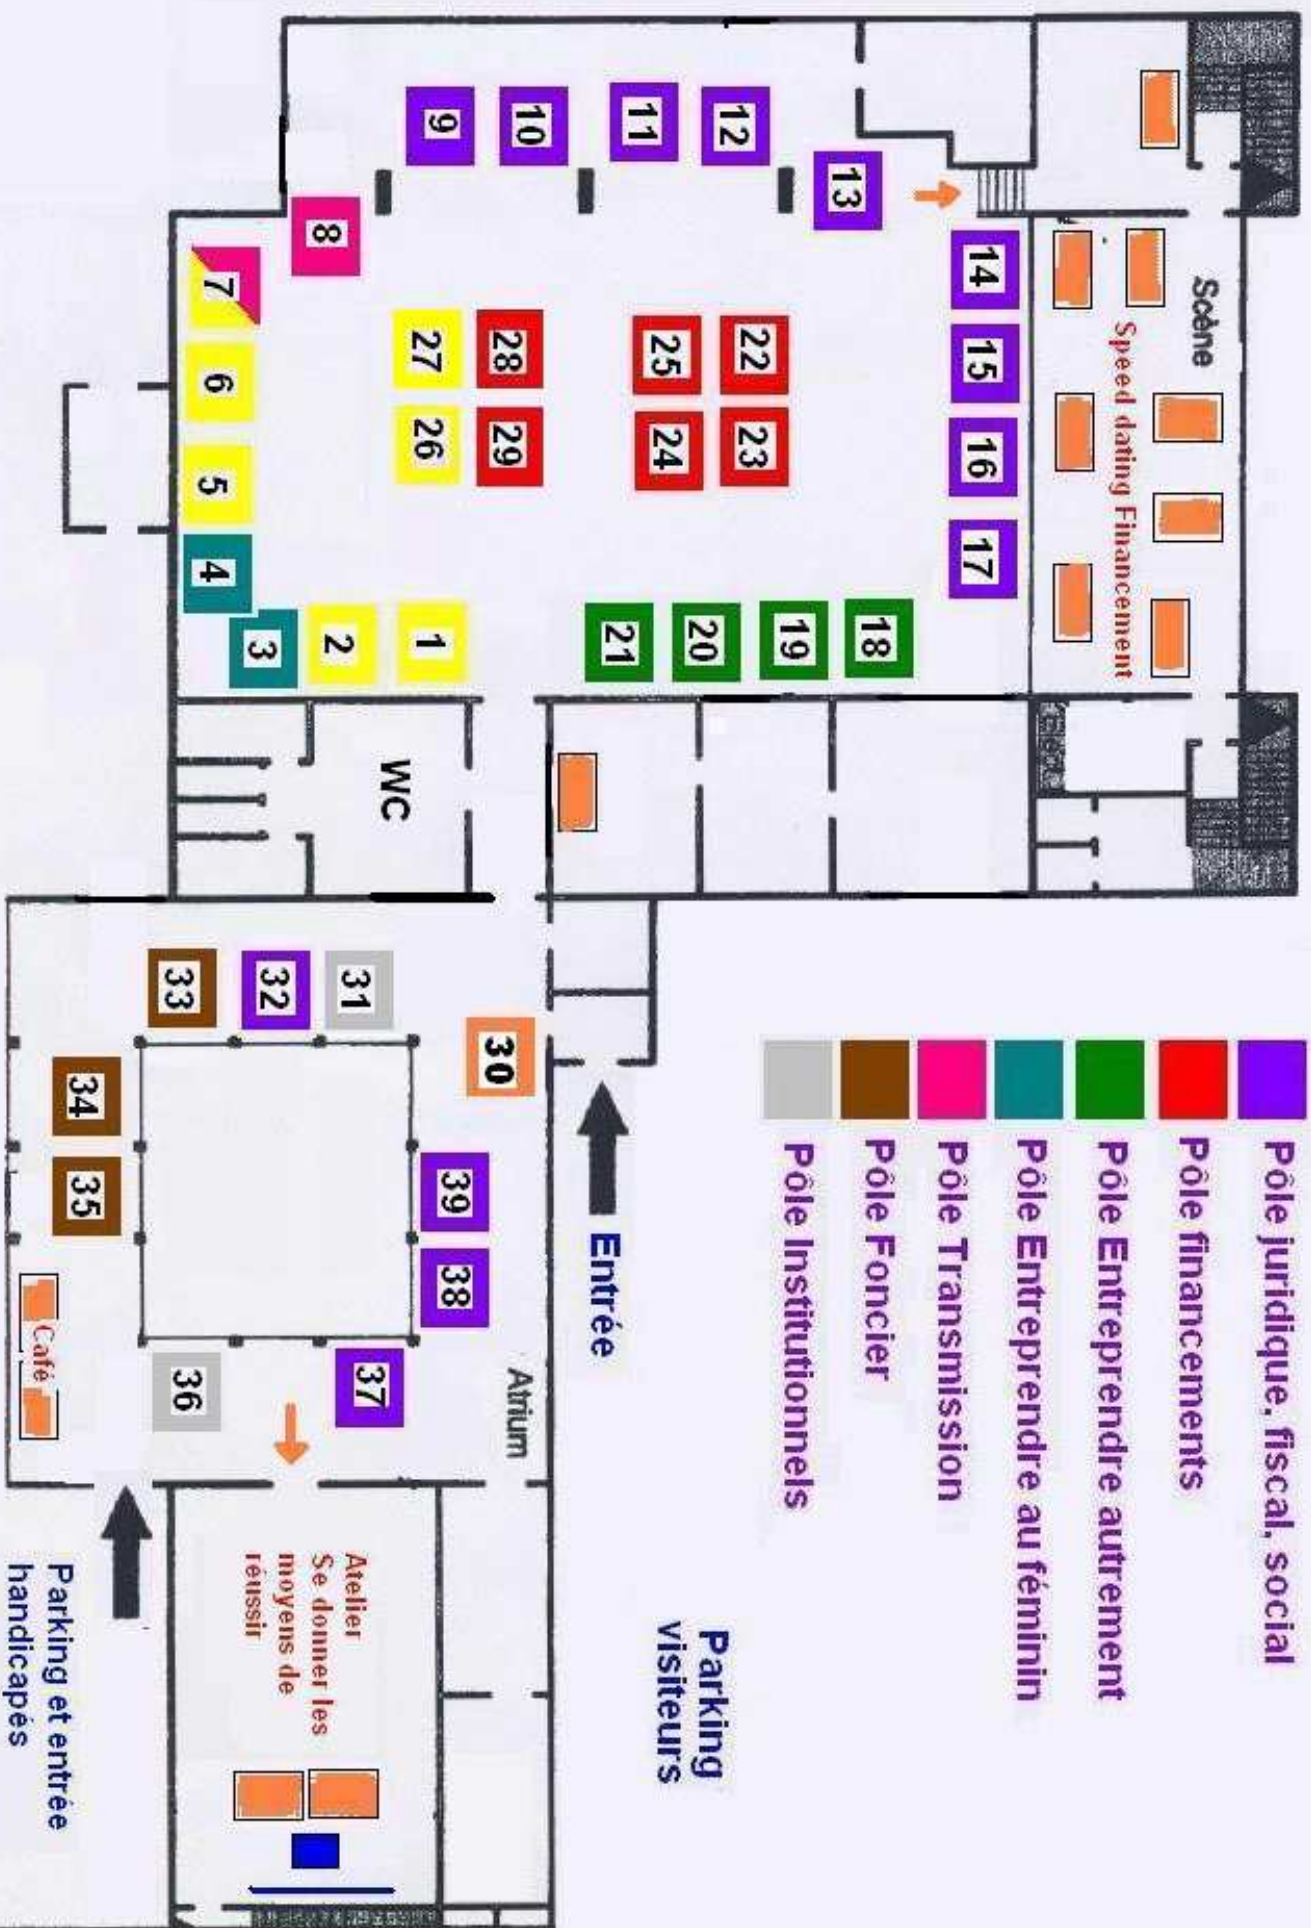 Pôle juridique, fiscal, social
Pôle financements
Pôle Entreprendre autrement
Pôle Entreprendre au féminin
Pôle Transmission
Pôle Foncier
Pôle Institutionnels
Scène
Speed dating Financement
14
15
16
17
13
12
11
10
9
8
7
6
5
4
3
2
1
18
19
20
21
22
23
25
24
28
29
27
26
WC
Entrée
Parking
visiteurs
30
31
32
33
34
35
39
38
37
36
Atrium
Café
Atelier
Se donner les
moyens de
réussir
Parking et entrée
handicapés